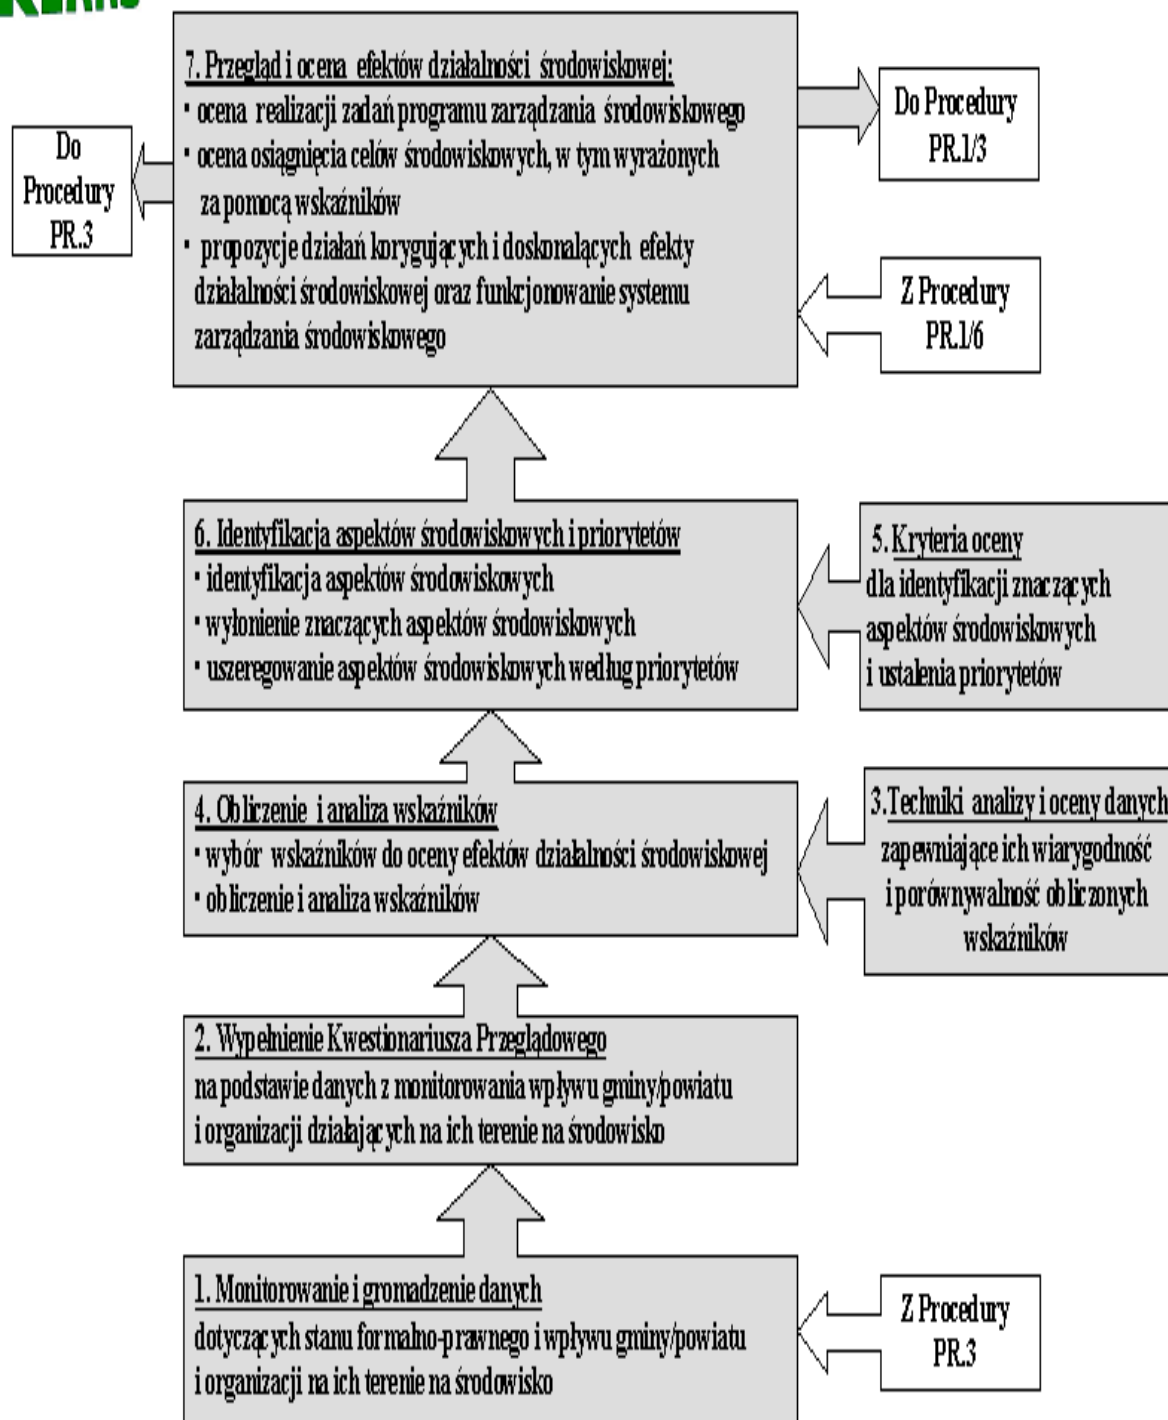 7. Przegląd i ocena efektów działalności środowiskowej:
▪ ocena realizacji zadań programu zarządzania środowiskowego
▪ ocena osiągnięcia celów środowiskowych, w tym wyrażonych
za pomocą wskaźników
▪ propozycje działań korygujących i doskonalących efekty
działalności środowiskowej oraz funkcjonowanie systemu
zarządzania środowiskowego
Do
Procedury
PR.3
Do Procedury
PR.1/3
Z Procedury
PR.1/6
6. Identyfikacja aspektów środowiskowych i priorytetów
▪ identyfikacja aspektów środowiskowych
▪ wyłonienie znaczących aspektów środowiskowych
▪ uszeregowanie aspektów środowiskowych według priorytetów
5. Kryteria oceny
dla identyfikacji znaczących
aspektów środowiskowych
i ustalenia priorytetów
4. Obliczenie i analiza wskaźników
▪ wybór wskaźników do oceny efektów działalności środowiskowej
▪ obliczenie i analiza wskaźników
3.Techniki analizy i oceny danych
zapewniające ich wiarygodność
i porównywalność obliczonych
wskaźników
2. Wypełnienie Kwestionariusza Przeglądowego
na podstawie danych z monitorowania wpływu gminy/powiatu
i organizacji działających na ich terenie na środowisko
1. Monitorowanie i gromadzenie danych
dotyczących stanu formalno-prawnego i wpływu gminy/powiatu
i organizacji na ich terenie na środowisko
Z Procedury
PR.3